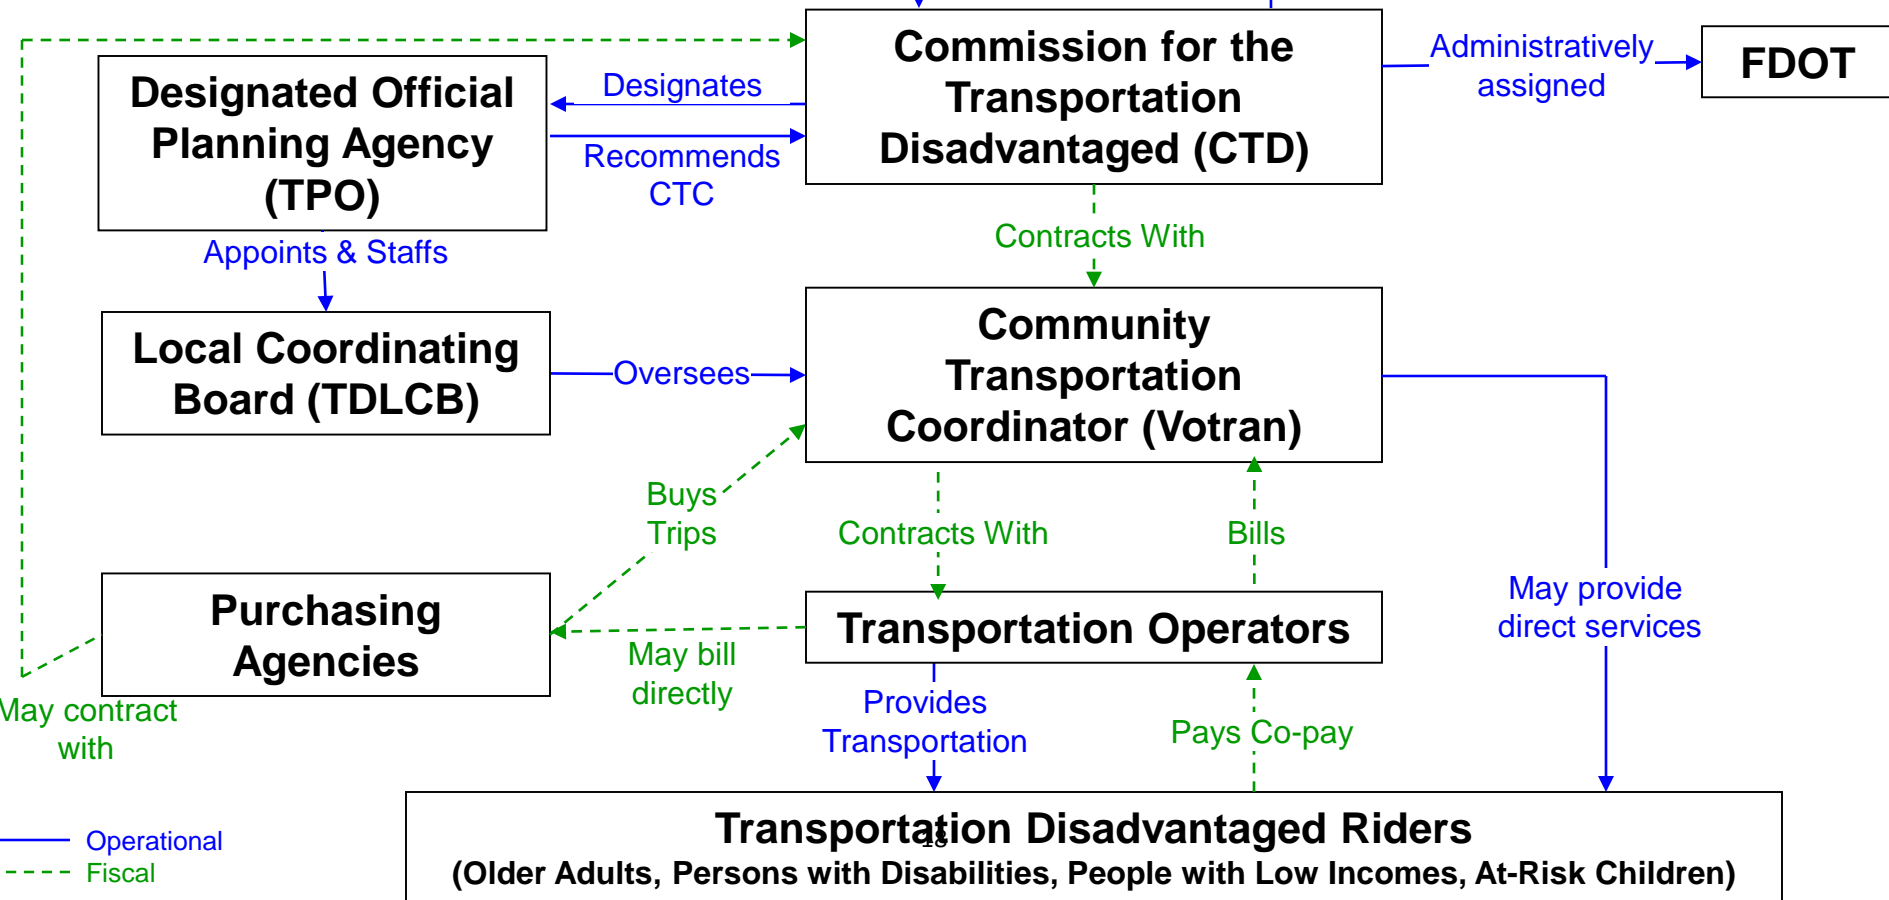 Commission for the
Transportation
Disadvantaged (CTD)
Administratively
assigned
FDOT
Designated Official
Planning Agency
(TPO)
Designates
Recommends
CTC
Appoints & Staffs
Contracts With
Local Coordinating
Board (TDLCB)
Oversees
Community
Transportation
Coordinator (Votran)
Buys
Trips
Contracts With
Bills
May provide
direct services
Purchasing
Agencies
May bill
directly
Transportation Operators
May contract
with
Provides
Transportation
Pays Co-pay
Transportation Disadvantaged Riders
18
(Older Adults, Persons with Disabilities, People with Low Incomes, At-Risk Children)
Operational
Fiscal